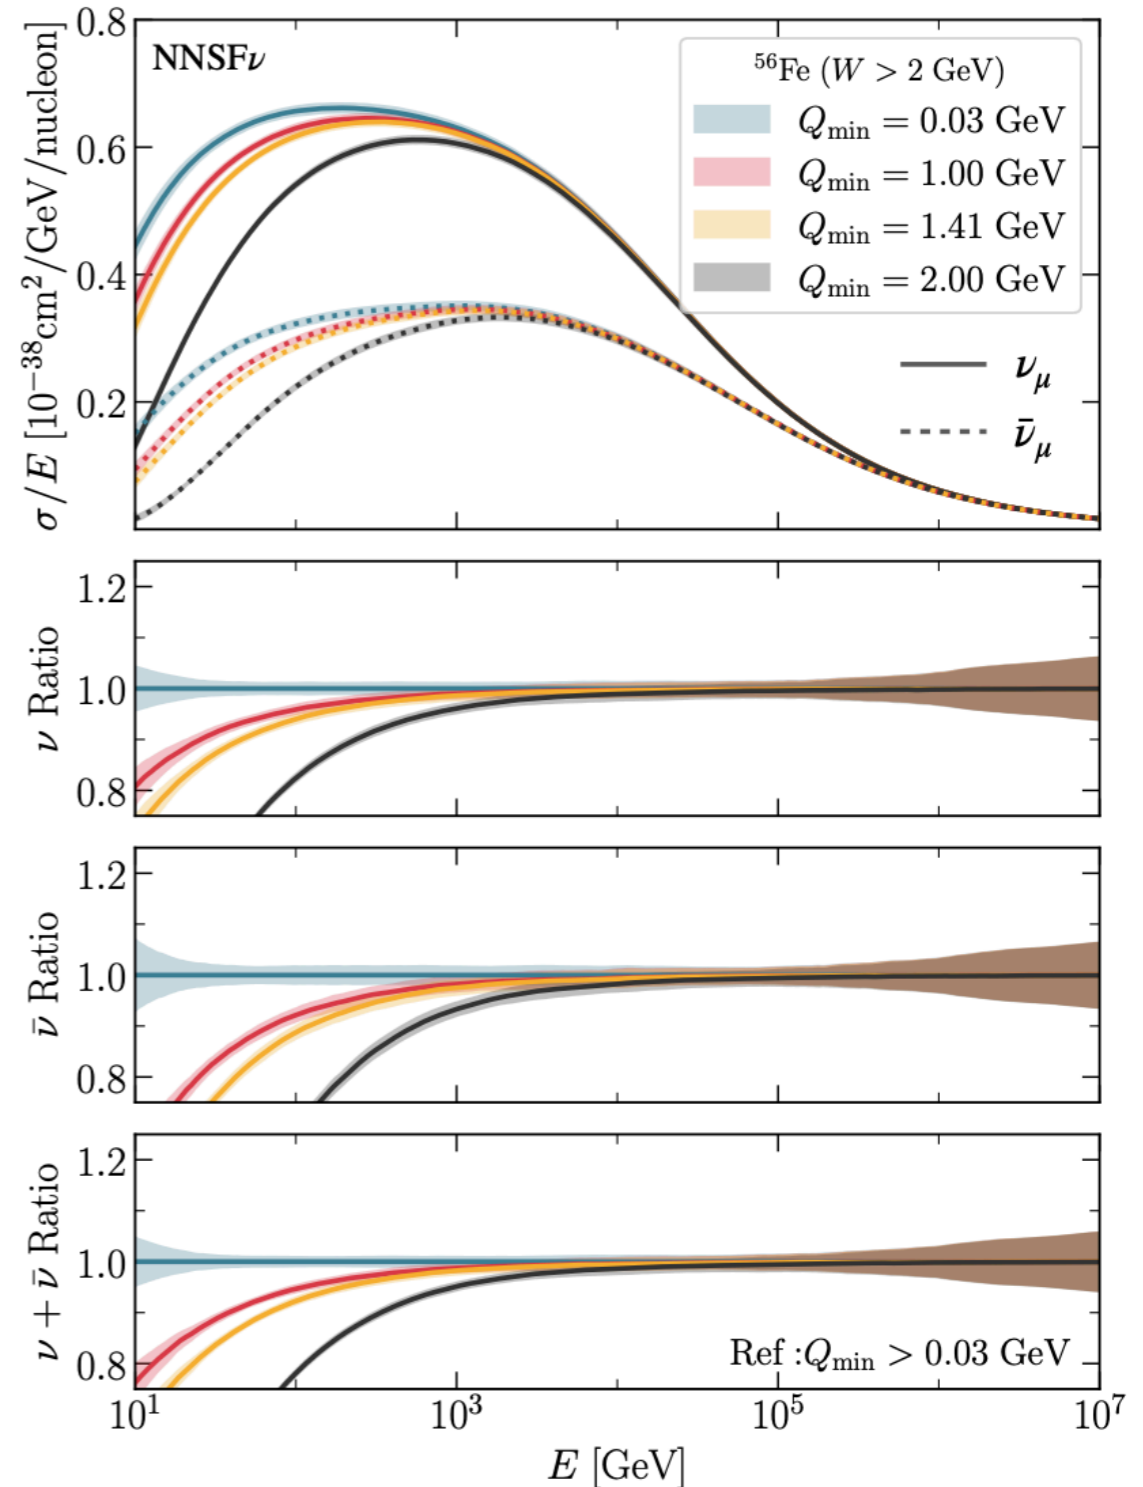 NNSFν
⁵⁶Fe (W > 2 GeV)
Q_min = 0.03 GeV
Q_min = 1.00 GeV
Q_min = 1.41 GeV
Q_min = 2.00 GeV
ν_μ
ν̄_μ
σ/E [10⁻³⁸cm²/GeV/nucleon]
0.8
0.6
0.4
0.2
ν Ratio
1.2
1.0
0.8
ν̄ Ratio
1.2
1.0
0.8
ν + ν̄ Ratio
1.2
1.0
0.8
Ref :Q_min > 0.03 GeV
10¹ 10³ 10⁵ 10⁷
E [GeV]